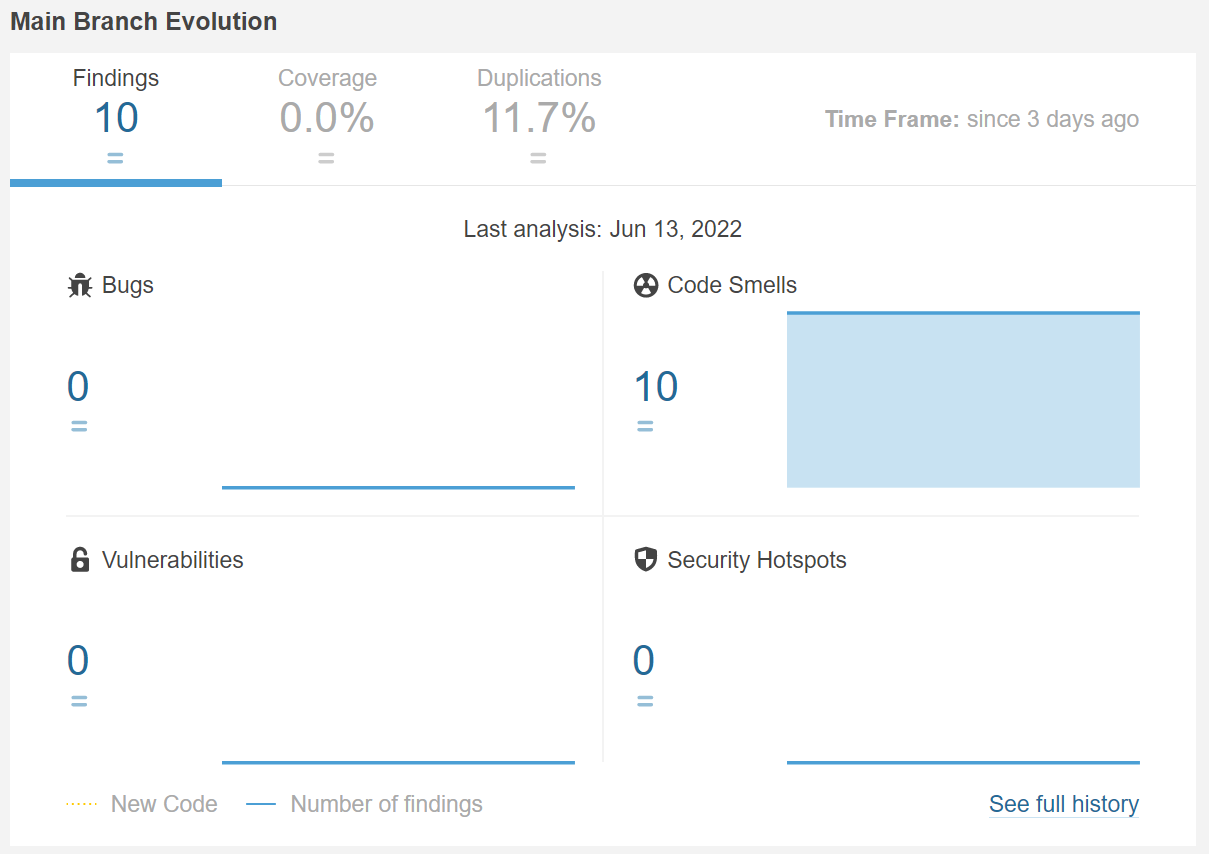 Main Branch Evolution
Findings Coverage Duplications
10 0.0% 11.7%
= = =
Time Frame: since 3 days ago
Last analysis: Jun 13, 2022
Bugs
0
=
Code Smells
10
=
Vulnerabilities
0
=
Security Hotspots
0
=
New Code Number of findings See full history